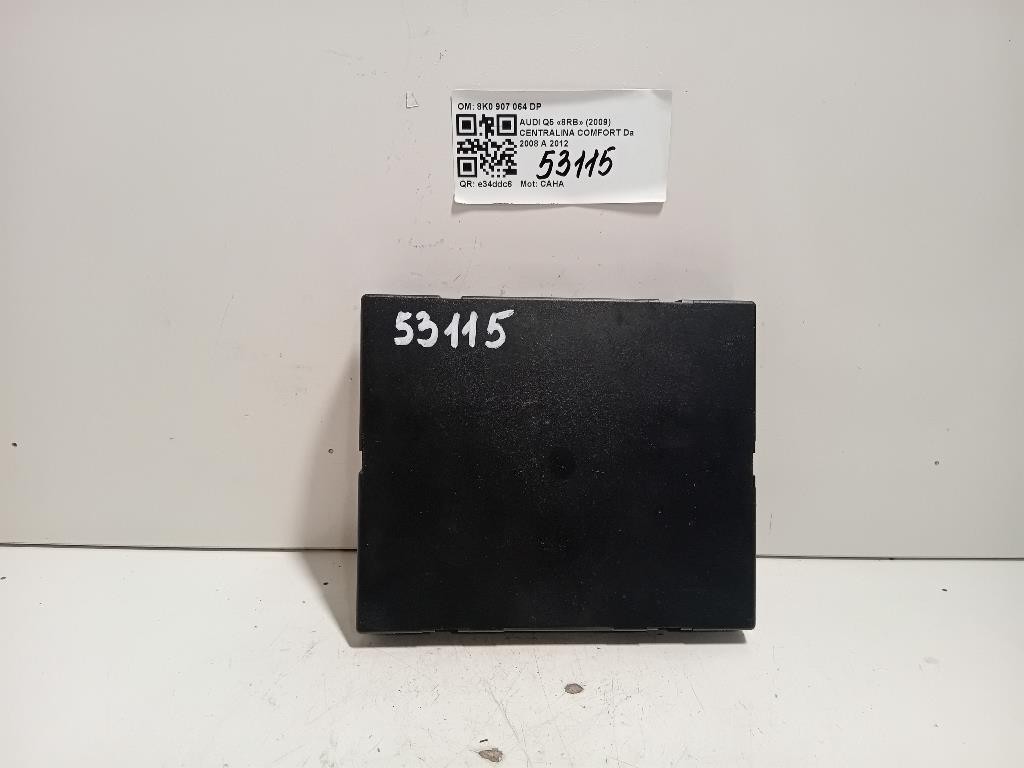 OM: 8K0 907 064 DP
AUDI Q5 «8RB» (2009)
CENTRALINA COMFORT Da
2008 A 2012
53115
QR: e34ddc6 Mot: CAHA
53115